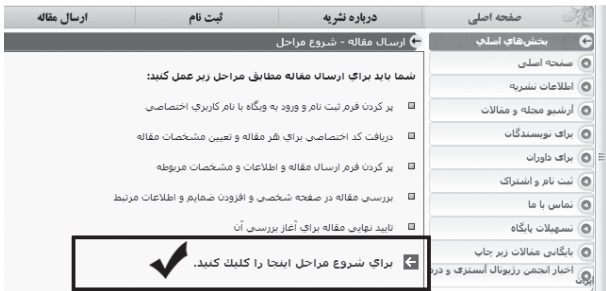 صفحه اصلی
درباره نشریه
ثبت نام
ارسال مقاله
بخش‌های اصلی
صفحه اصلی
اطلاعات نشریه
آرشیو مجله و مقالات
برای نویسندگان
برای داوران
ثبت نام و اشتراک
تماس با ما
تسهیلات پایگاه
بایگانی مقالات زیر چاپ
اخبار انجمن رژیونال آنستزی و درد
ایران
ارسال مقاله - شروع مراحل
شما باید برای ارسال مقاله مطابق مراحل زیر عمل کنید:
پر کردن فرم ثبت نام و ورود به وبگاه با نام کاربری اختصاصی
دریافت کد اختصاصی برای هر مقاله و تعیین مشخصات مقاله
پر کردن فرم ارسال مقاله و اطلاعات و مشخصات مربوطه
بررسی مقاله در صفحه شخصی و افزودن ضمایم و اطلاعات مرتبط
تایید نهایی مقاله برای آغاز بررسی آن
برای شروع مراحل اینجا را کلیک کنید.